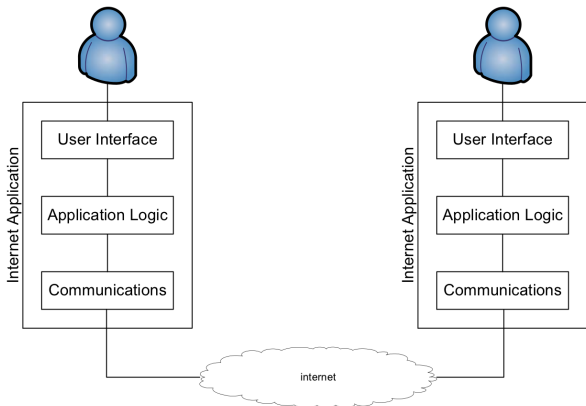 Internet Application
User Interface
Application Logic
Communications
Internet Application
User Interface
Application Logic
Communications
internet